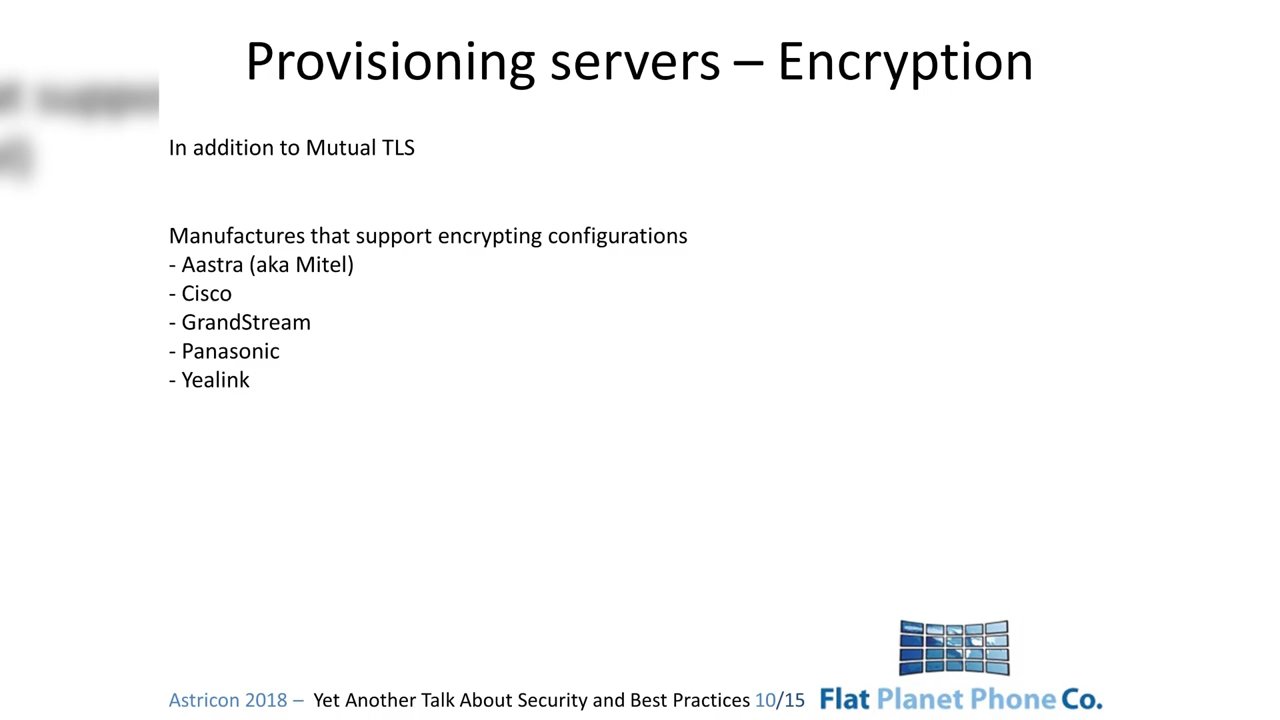 Provisioning servers – Encryption
In addition to Mutual TLS
Manufactures that support encrypting configurations
- Aastra (aka Mitel)
- Cisco
- GrandStream
- Panasonic
- Yealink
Astricon 2018 – Yet Another Talk About Security and Best Practices 10/15
Flat Planet Phone Co.